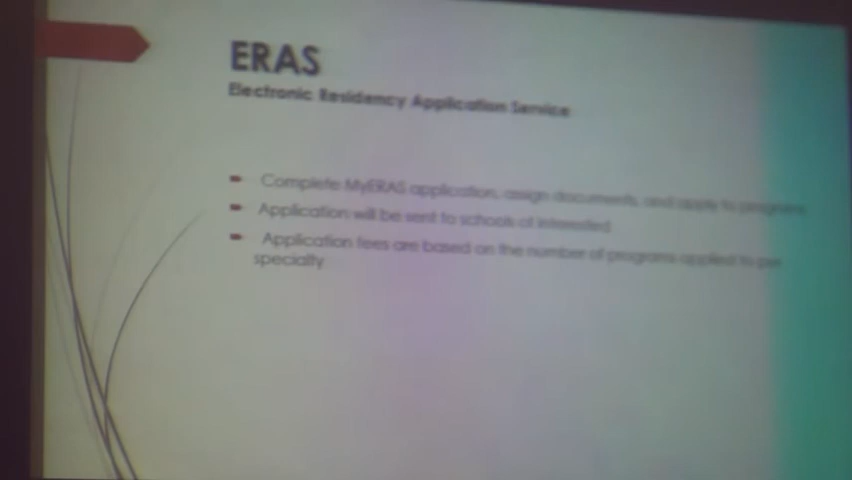 ERAS
Electronic Residency Application Service
Complete MyERAS application, assign documents, and apply to programs
Application will be sent to schools of interested
Application fees are based on the number of programs applied to per
specialty